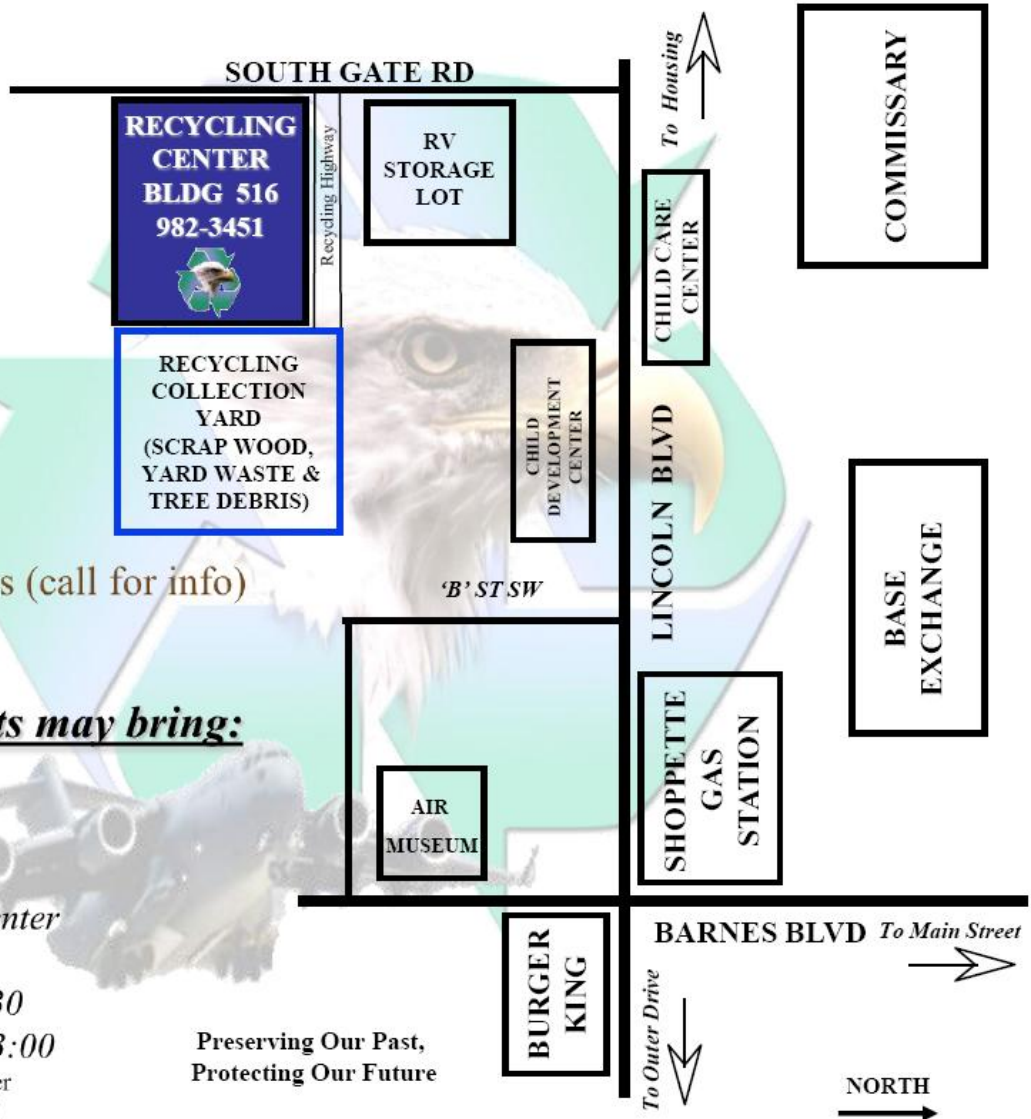 SOUTH GATE RD
To Housing
COMMISSARY
RECYCLING
CENTER
BLDG 516
982-3451
Recycling Highway
RV
STORAGE
LOT
CHILD CARE
CENTER
RECYCLING
COLLECTION
YARD
(SCRAP WOOD,
YARD WASTE &
TREE DEBRIS)
CHILD
DEVELOPMENT
CENTER
LINCOLN BLVD
BASE
EXCHANGE
s (call for info)
'B' ST SW
ts may bring:
SHOPPETTE
GAS
STATION
AIR
MUSEUM
nter
BARNES BLVD To Main Street
BURGER
KING
To Outer Drive
30
3:00
er
Preserving Our Past,
Protecting Our Future
NORTH